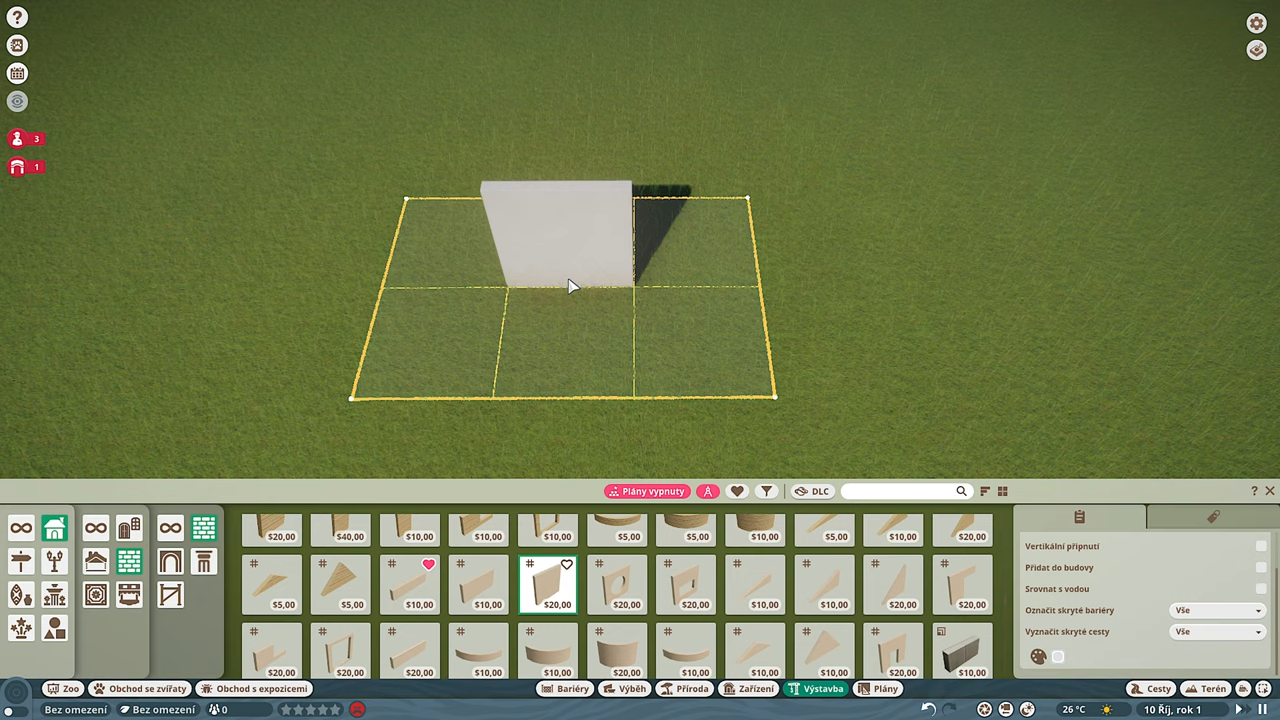 ?
3
1
Plány vypnuty
DLC
? ×
$20,00 $40,00 $10,00 $10,00 $10,00 $5,00 $5,00 $10,00 $5,00 $10,00 $20,00
$5,00 $5,00 $10,00 $10,00 $20,00 $20,00 $20,00 $10,00 $10,00 $20,00 $10,00
$20,00 $20,00 $20,00 $10,00 $10,00 $20,00 $10,00 $10,00 $10,00 $20,00 $10,00
Vertikální připnutí
Přidat do budovy
Srovnat s vodou
Označit skryté bariéry Vše
Vyznačit skryté cesty Vše
Zoo Obchod se zvířaty Obchod s expozicemi Bariéry Výběh Příroda Zařízení Výstavba Plány Cesty Terén
Bez omezení Bez omezení 0 26 °C 10 Říj, rok 1